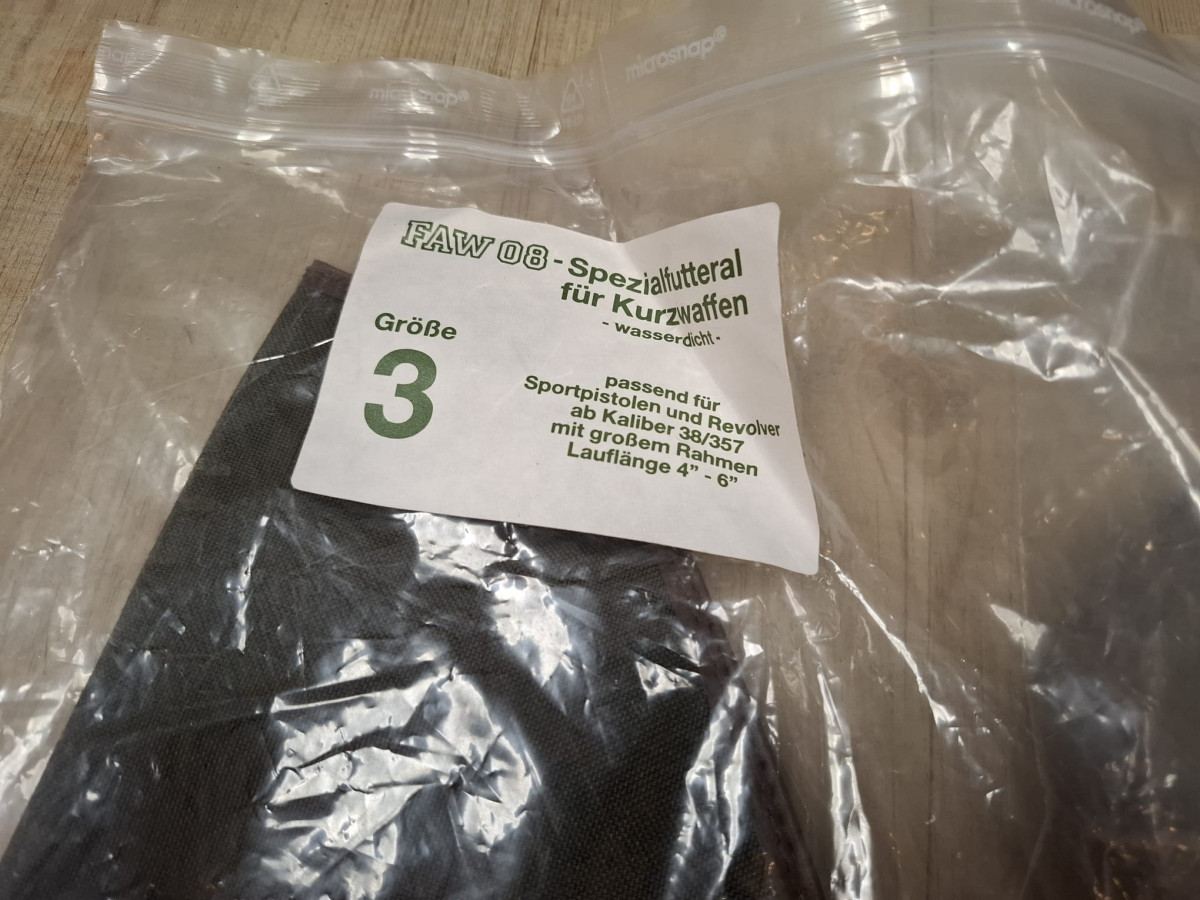 microsnap®
microsnap®
microsnap®
FAW 08 - Spezialfutteral
für Kurzwaffen
- wasserdicht -
Größe
3
passend für
Sportpistolen und Revolver
ab Kaliber 38/357
mit großem Rahmen
Lauflänge 4” - 6”